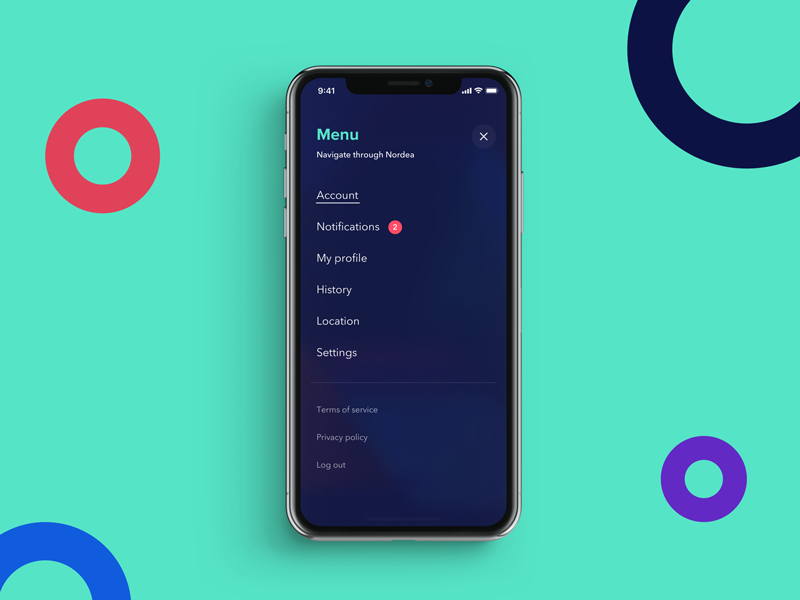 9:41
Menu
Navigate through Nordea
Account
Notifications 2
My profile
History
Location
Settings
Terms of service
Privacy policy
Log out